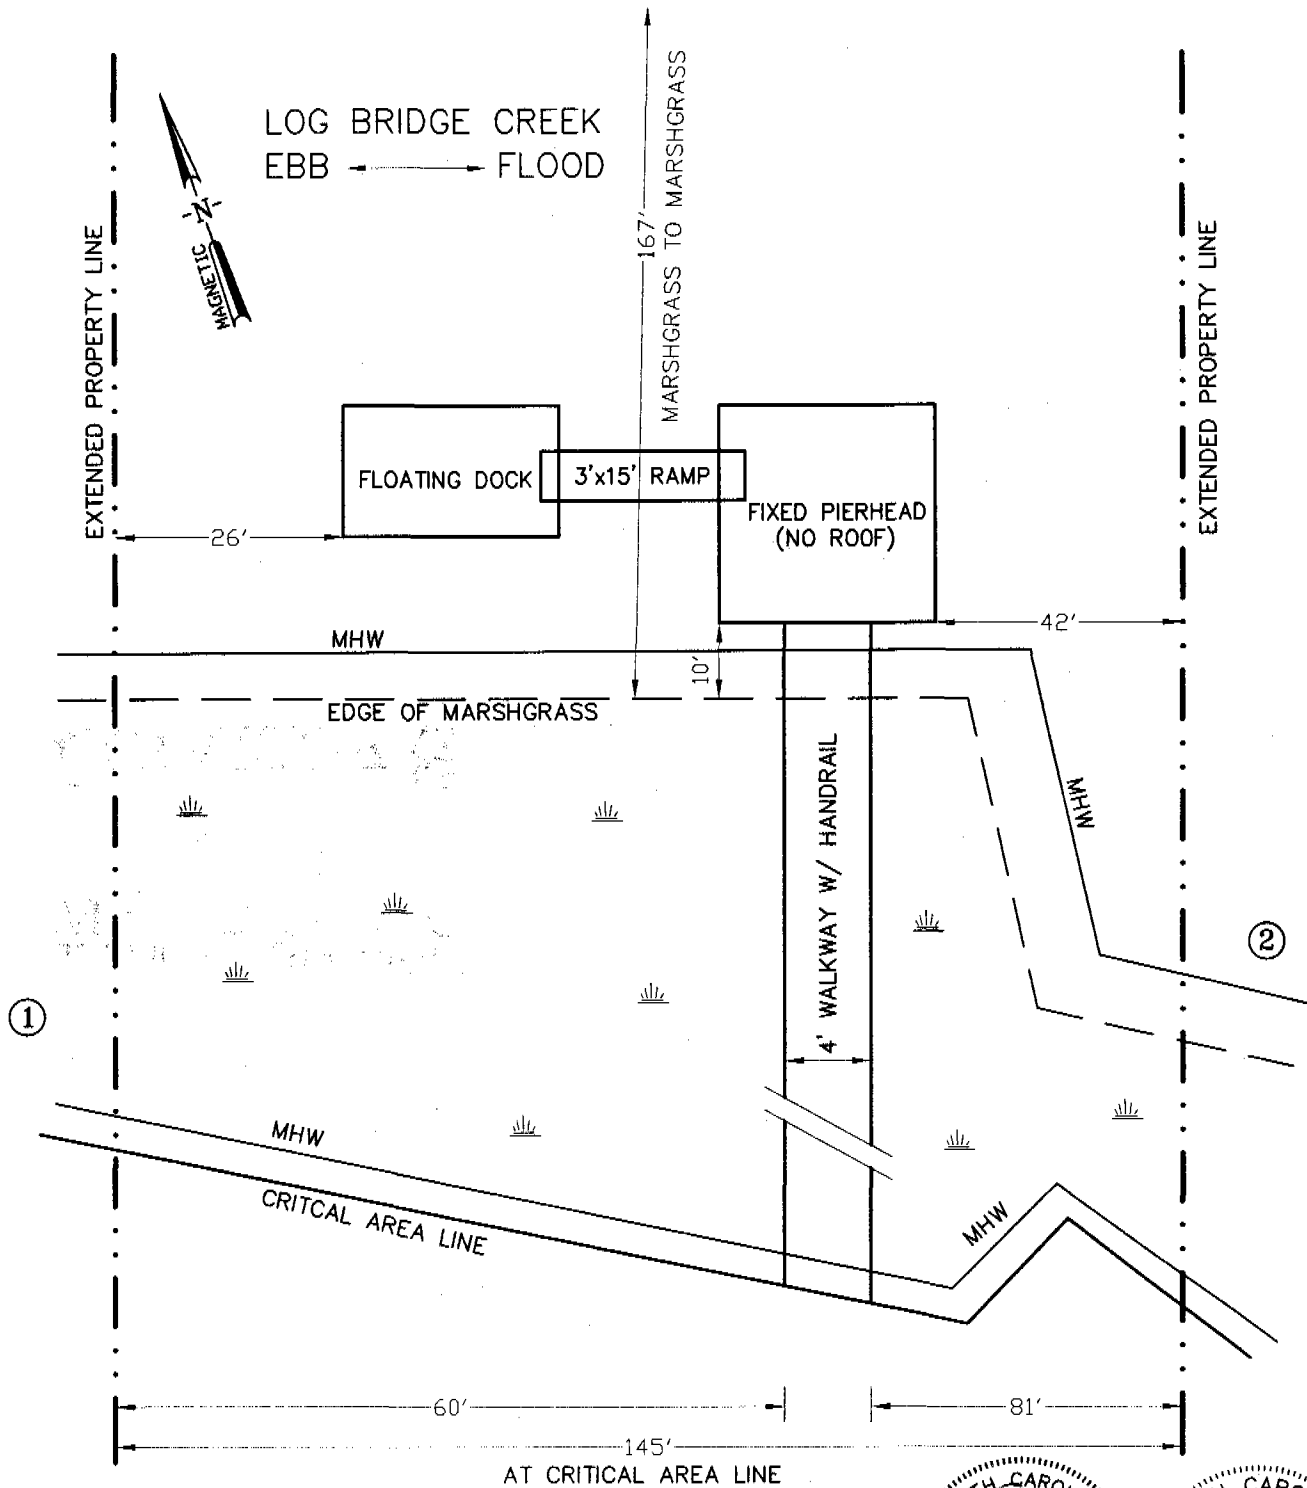 LOG BRIDGE CREEK
EBB FLOOD
N
MAGNETIC
EXTENDED PROPERTY LINE
167'
MARSHGRASS TO MARSHGRASS
EXTENDED PROPERTY LINE
FLOATING DOCK
3'x15' RAMP
FIXED PIERHEAD
(NO ROOF)
26'
42'
MHW
10'
EDGE OF MARSHGRASS
4' WALKWAY W/ HANDRAIL
MHW
1
2
MHW
CRITCAL AREA LINE
MHW
60'
81'
145'
AT CRITICAL AREA LINE